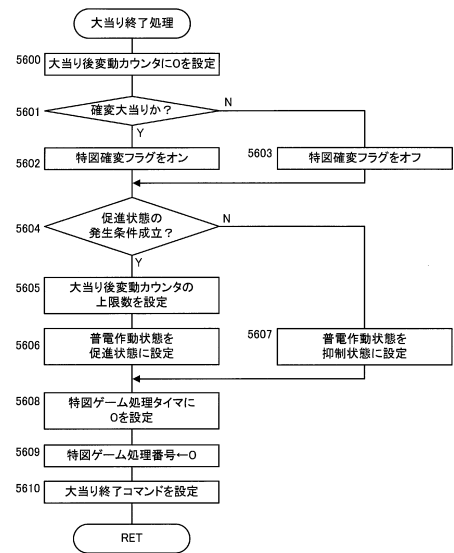 大当り終了処理
5600
大当り後変動カウンタに0を設定
5601
確変大当りか?
N
Y
5602
特図確変フラグをオン
5603
特図確変フラグをオフ
5604
促進状態の
発生条件成立?
N
Y
5605
大当り後変動カウンタの
上限数を設定
5606
普電作動状態を
促進状態に設定
5607
普電作動状態を
抑制状態に設定
5608
特図ゲーム処理タイマに
0を設定
5609
特図ゲーム処理番号←0
5610
大当り終了コマンドを設定
RET